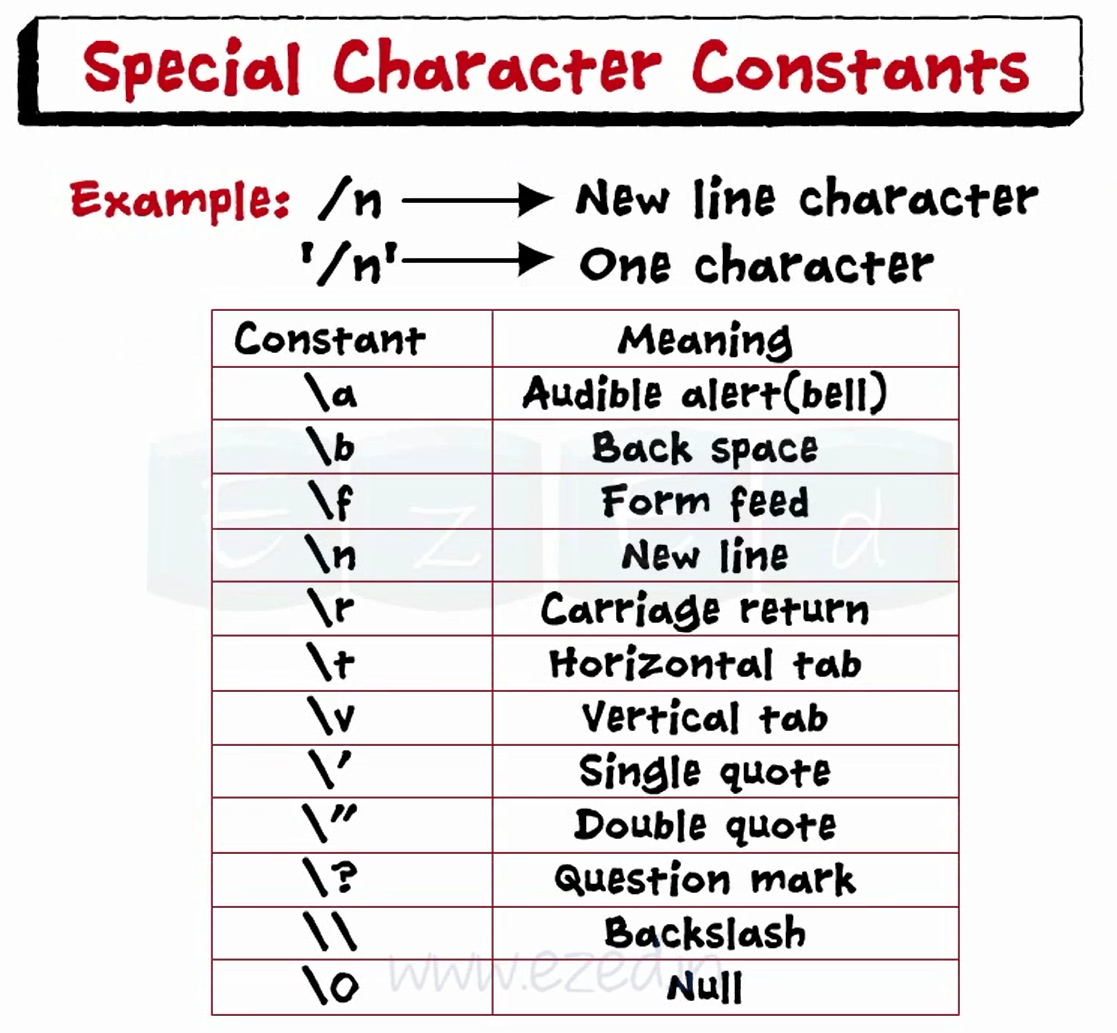 Special Character Constants
Example: /n → New line character
'/n' → One character
Constant Meaning
\a Audible alert(bell)
\b Back space
\f Form feed
\n New line
\r Carriage return
\t Horizontal tab
\v Vertical tab
\' Single quote
\" Double quote
\? Question mark
\\ Backslash
\0 Null
Ez Ed
www.ezed.in